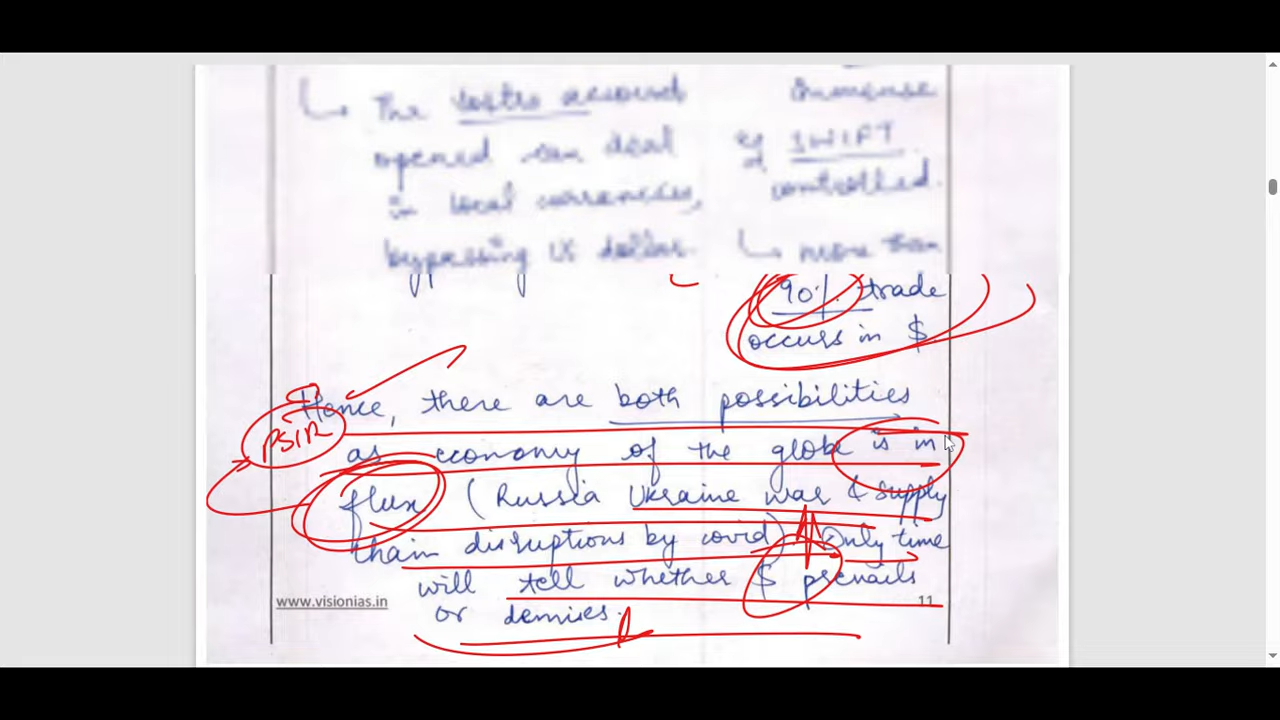 The vostro account
opened can deal
in local currencies,
bypassing US dollar
immense
eg SWIFT
controlled.
more than
90% trade
occurs in $
Hence, there are both possibilities
PSIR
as economy of the globe is in
flux (Russia Ukraine war & supply
chain disruptions by covid). Only time
will tell whether $ prevails
or demises.
www.visionias.in
11